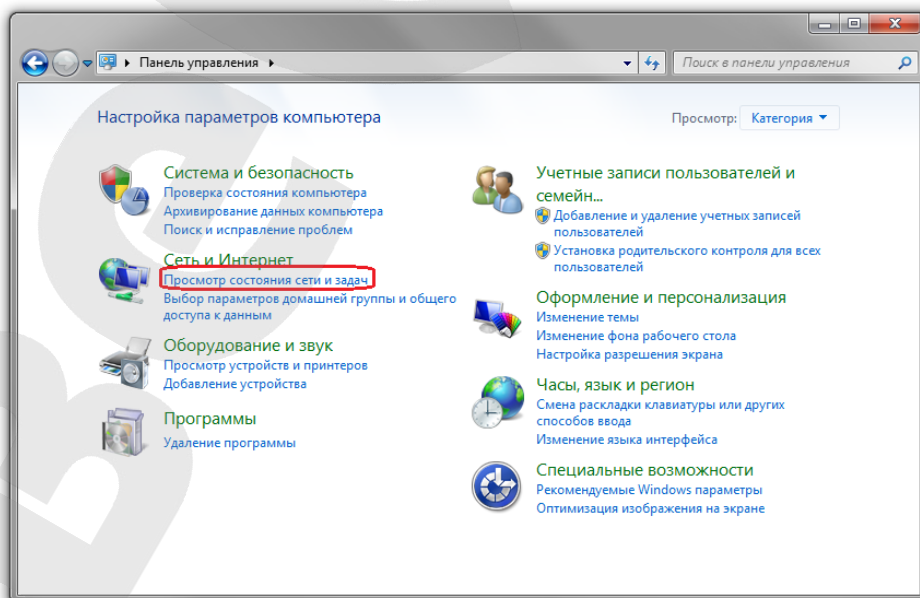 Панель управления
Поиск в панели управления
Настройка параметров компьютера
Просмотр: Категория
Система и безопасность
Проверка состояния компьютера
Архивирование данных компьютера
Поиск и исправление проблем
Сеть и Интернет
Просмотр состояния сети и задач
Выбор параметров домашней группы и общего
доступа к данным
Оборудование и звук
Просмотр устройств и принтеров
Добавление устройства
Программы
Удаление программы
Учетные записи пользователей и
семейн...
Добавление и удаление учетных записей
пользователей
Установка родительского контроля для всех
пользователей
Оформление и персонализация
Изменение темы
Изменение фона рабочего стола
Настройка разрешения экрана
Часы, язык и регион
Смена раскладки клавиатуры или других
способов ввода
Изменение языка интерфейса
Специальные возможности
Рекомендуемые Windows параметры
Оптимизация изображения на экране